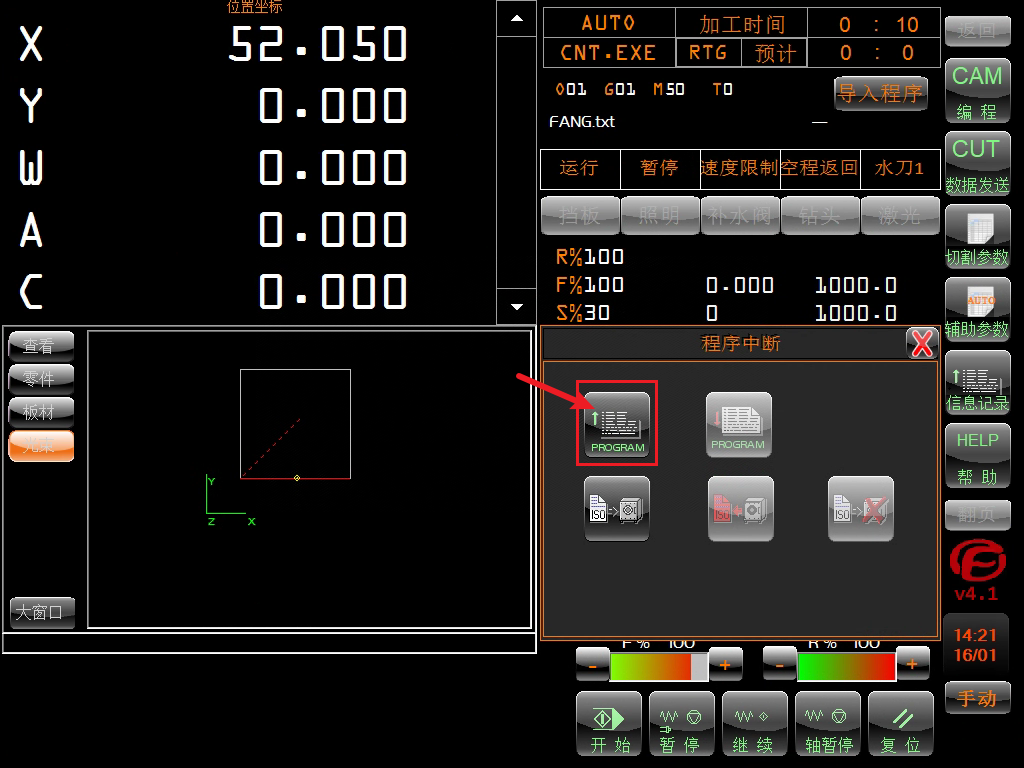 位置坐标
X 52.050
Y 0.000
W 0.000
A 0.000
C 0.000
AUTO 加工时间 0 : 10
CNT.EXE RTG 预计 0 : 0
O01 G01 M50 T0
导入程序
FANG.txt
运行 暂停 速度限制 空程返回 水刀1
挡板 照明 补水阀 钻头 激光
R%100
F%100 0.000 1000.0
S%30 0 1000.0
查看
零件
板材
光束
大窗口
Y
Z X
程序中断
PROGRAM PROGRAM
ISO ISO ISO
F% 100 R% 100
- + - +
开始 暂停 继续 轴暂停 复位
返回
CAM
编程
CUT
数据发送
切割参数
AUTO
辅助参数
信息记录
HELP
帮助
翻页
v4.1
14:21
16/01
手动